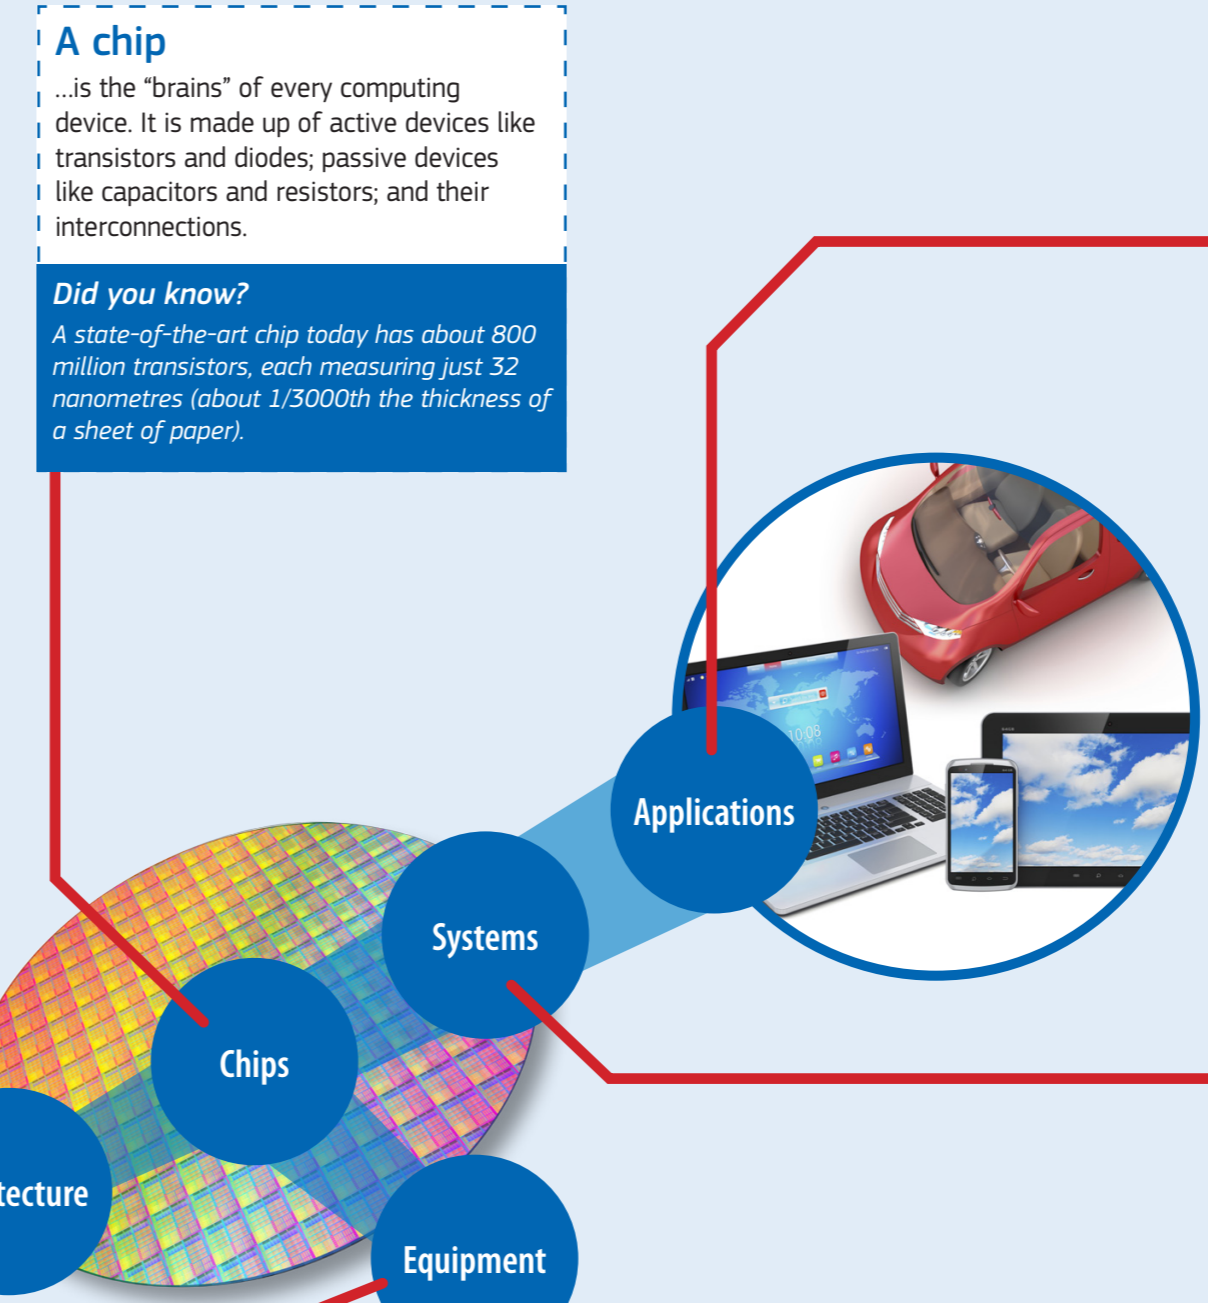 A chip
...is the “brains” of every computing
device. It is made up of active devices like
transistors and diodes; passive devices
like capacitors and resistors; and their
interconnections.
Did you know?
A state-of-the-art chip today has about 800
million transistors, each measuring just 32
nanometres (about 1/3000th the thickness of
a sheet of paper).
10:08
Applications
Systems
Chips
tecture
Equipment